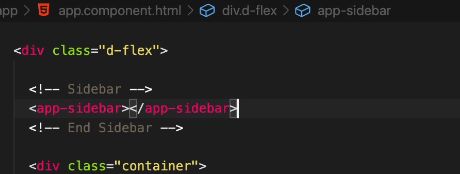 app > app.component.html > div.d-flex > app-sidebar
<div class="d-flex">
<!-- Sidebar -->
<app-sidebar></app-sidebar>
<!-- End Sidebar -->
<div class="container">